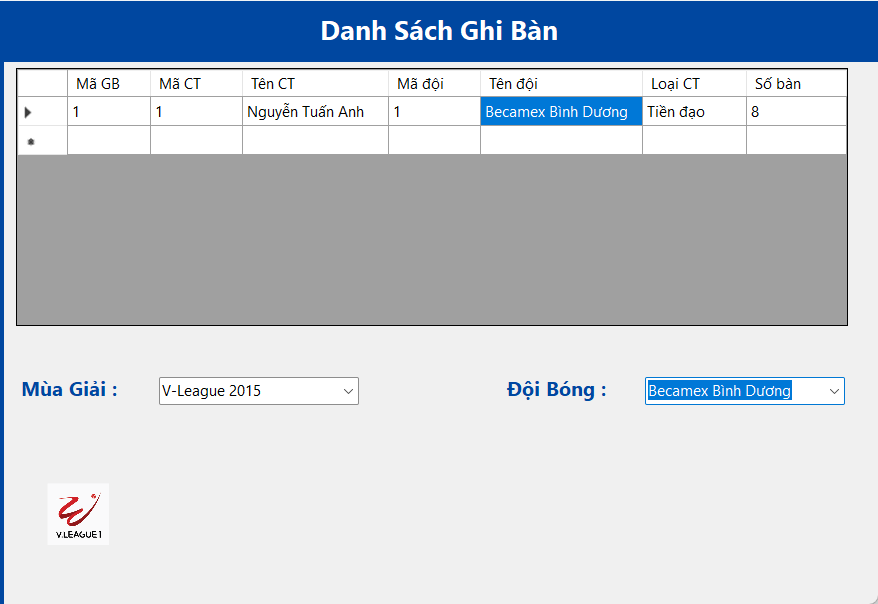 Danh Sách Ghi Bàn
Mã GB Mã CT Tên CT Mã đội Tên đội Loại CT Số bàn
1 1 Nguyễn Tuấn Anh 1 Becamex Bình Dương Tiền đạo 8
Mùa Giải : V-League 2015 Đội Bóng : Becamex Bình Dương
V.LEAGUE1